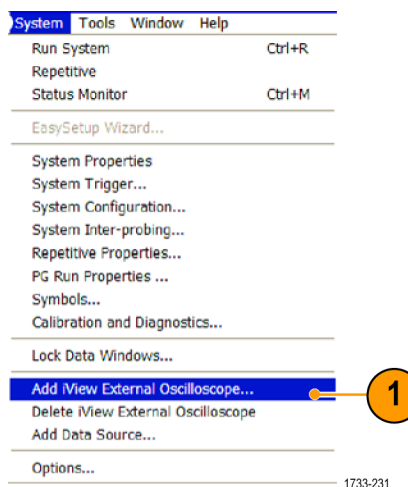 System Tools Window Help
Run System Ctrl+R
Repetitive
Status Monitor Ctrl+M
EasySetup Wizard...
System Properties
System Trigger...
System Configuration...
System Inter-probing...
Repetitive Properties...
PG Run Properties ...
Symbols...
Calibration and Diagnostics...
Lock Data Windows...
Add iView External Oscilloscope...
1
Delete iView External Oscilloscope
Add Data Source...
Options...
1733-231